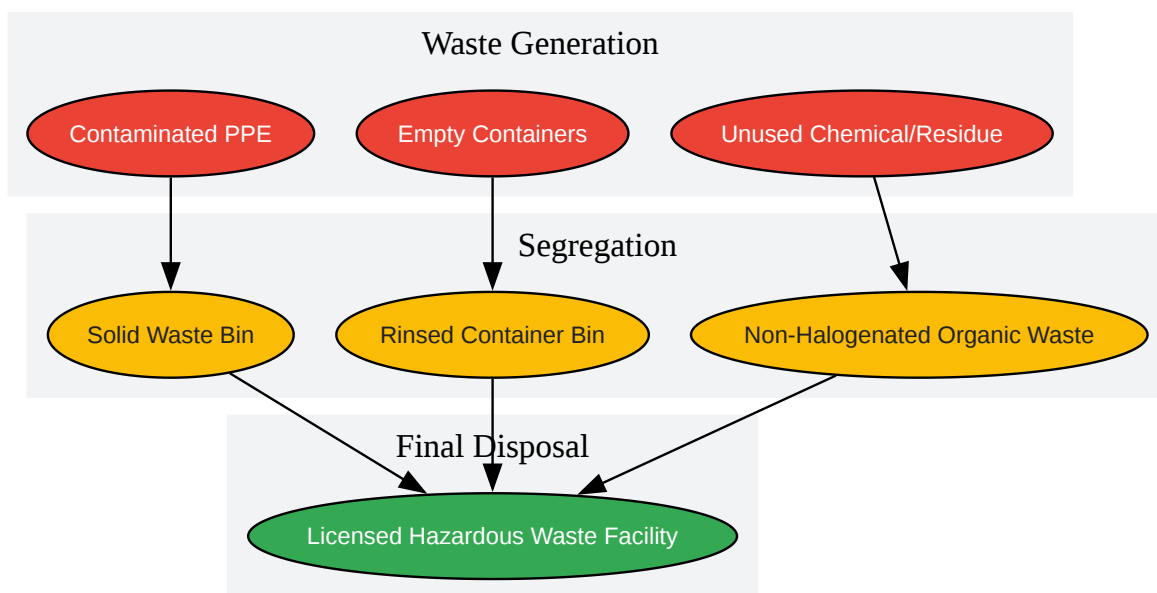 Waste Generation
Contaminated PPE
Empty Containers
Unused Chemical/Residue
Segregation
Solid Waste Bin
Rinsed Container Bin
Non-Halogenated Organic Waste
Final Disposal
Licensed Hazardous Waste Facility